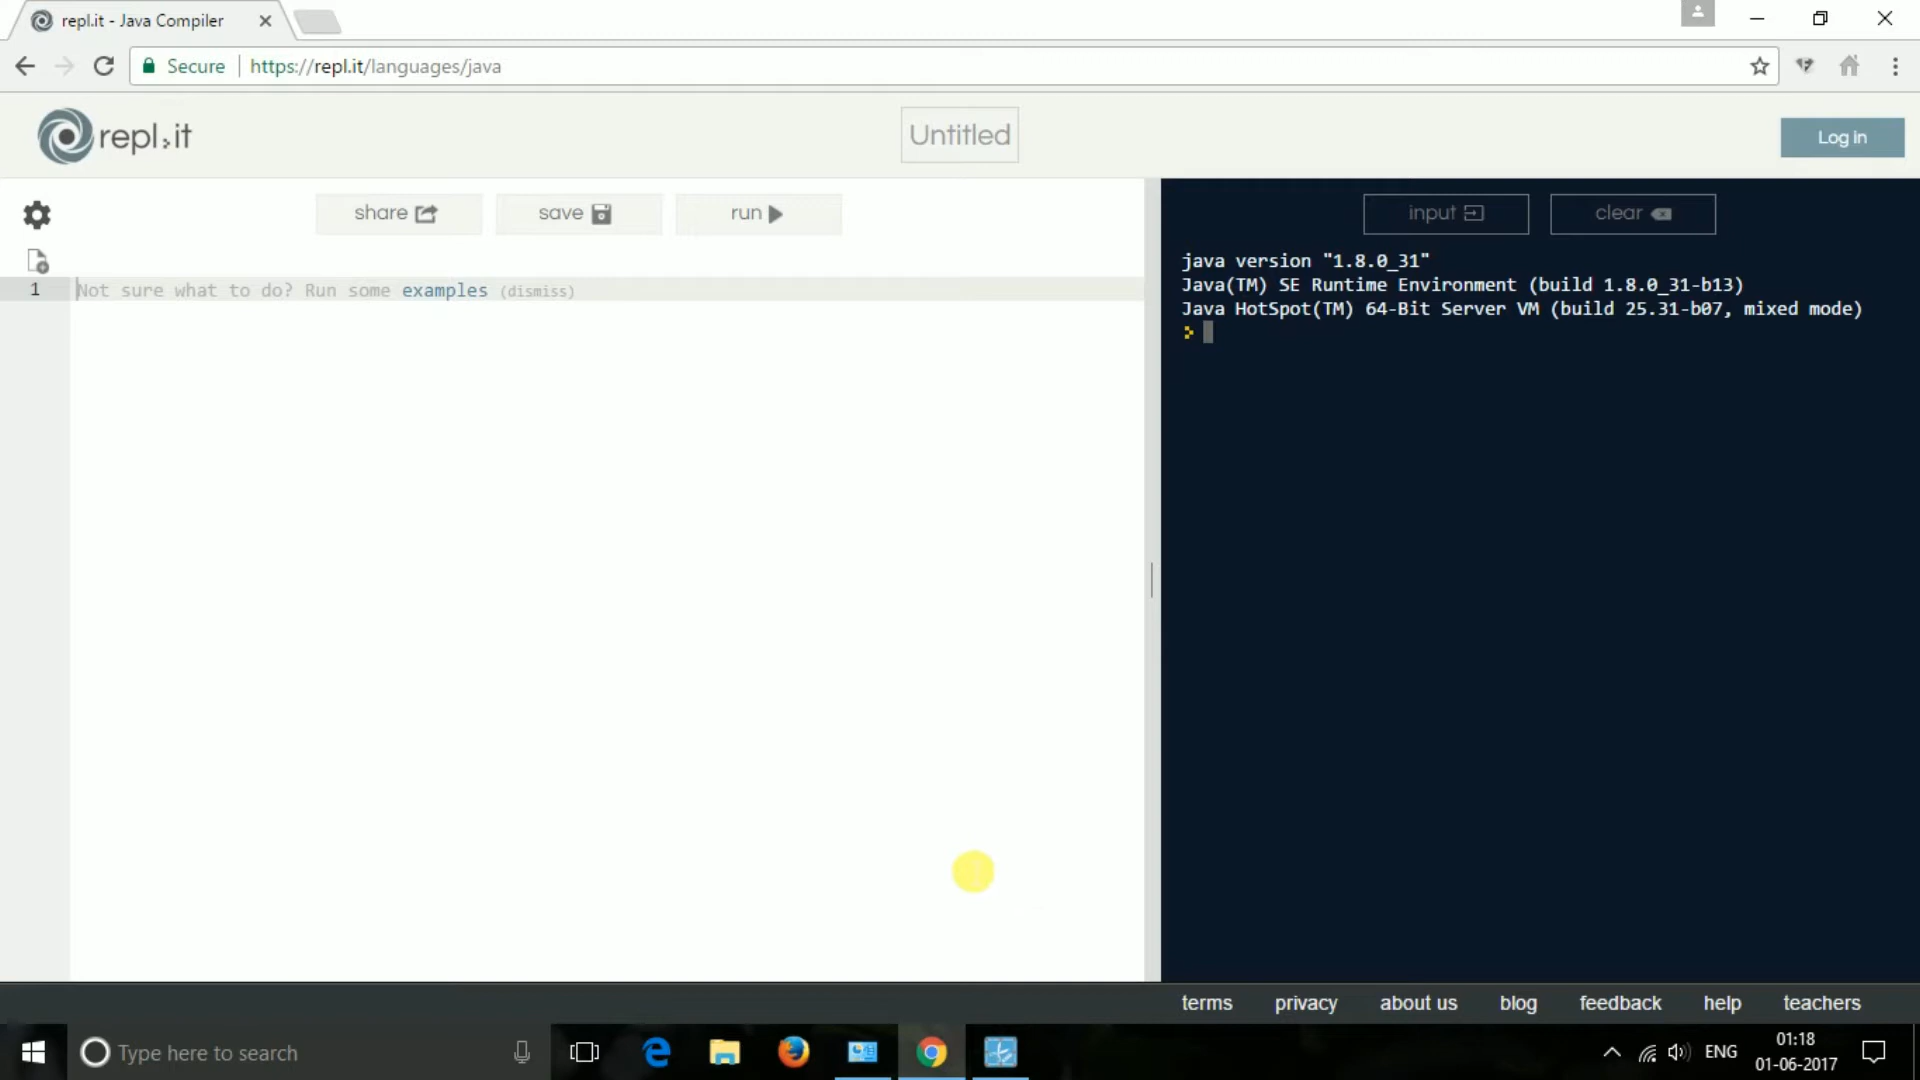 repl.it - Java Compiler
Secure https://repl.it/languages/java
repl.it
Untitled
Log in
share
save
run
input
clear
1 Not sure what to do? Run some examples (dismiss)
java version "1.8.0_31"
Java(TM) SE Runtime Environment (build 1.8.0_31-b13)
Java HotSpot(TM) 64-Bit Server VM (build 25.31-b07, mixed mode)
terms privacy about us blog feedback help teachers
Type here to search
ENG
01:18
01-06-2017